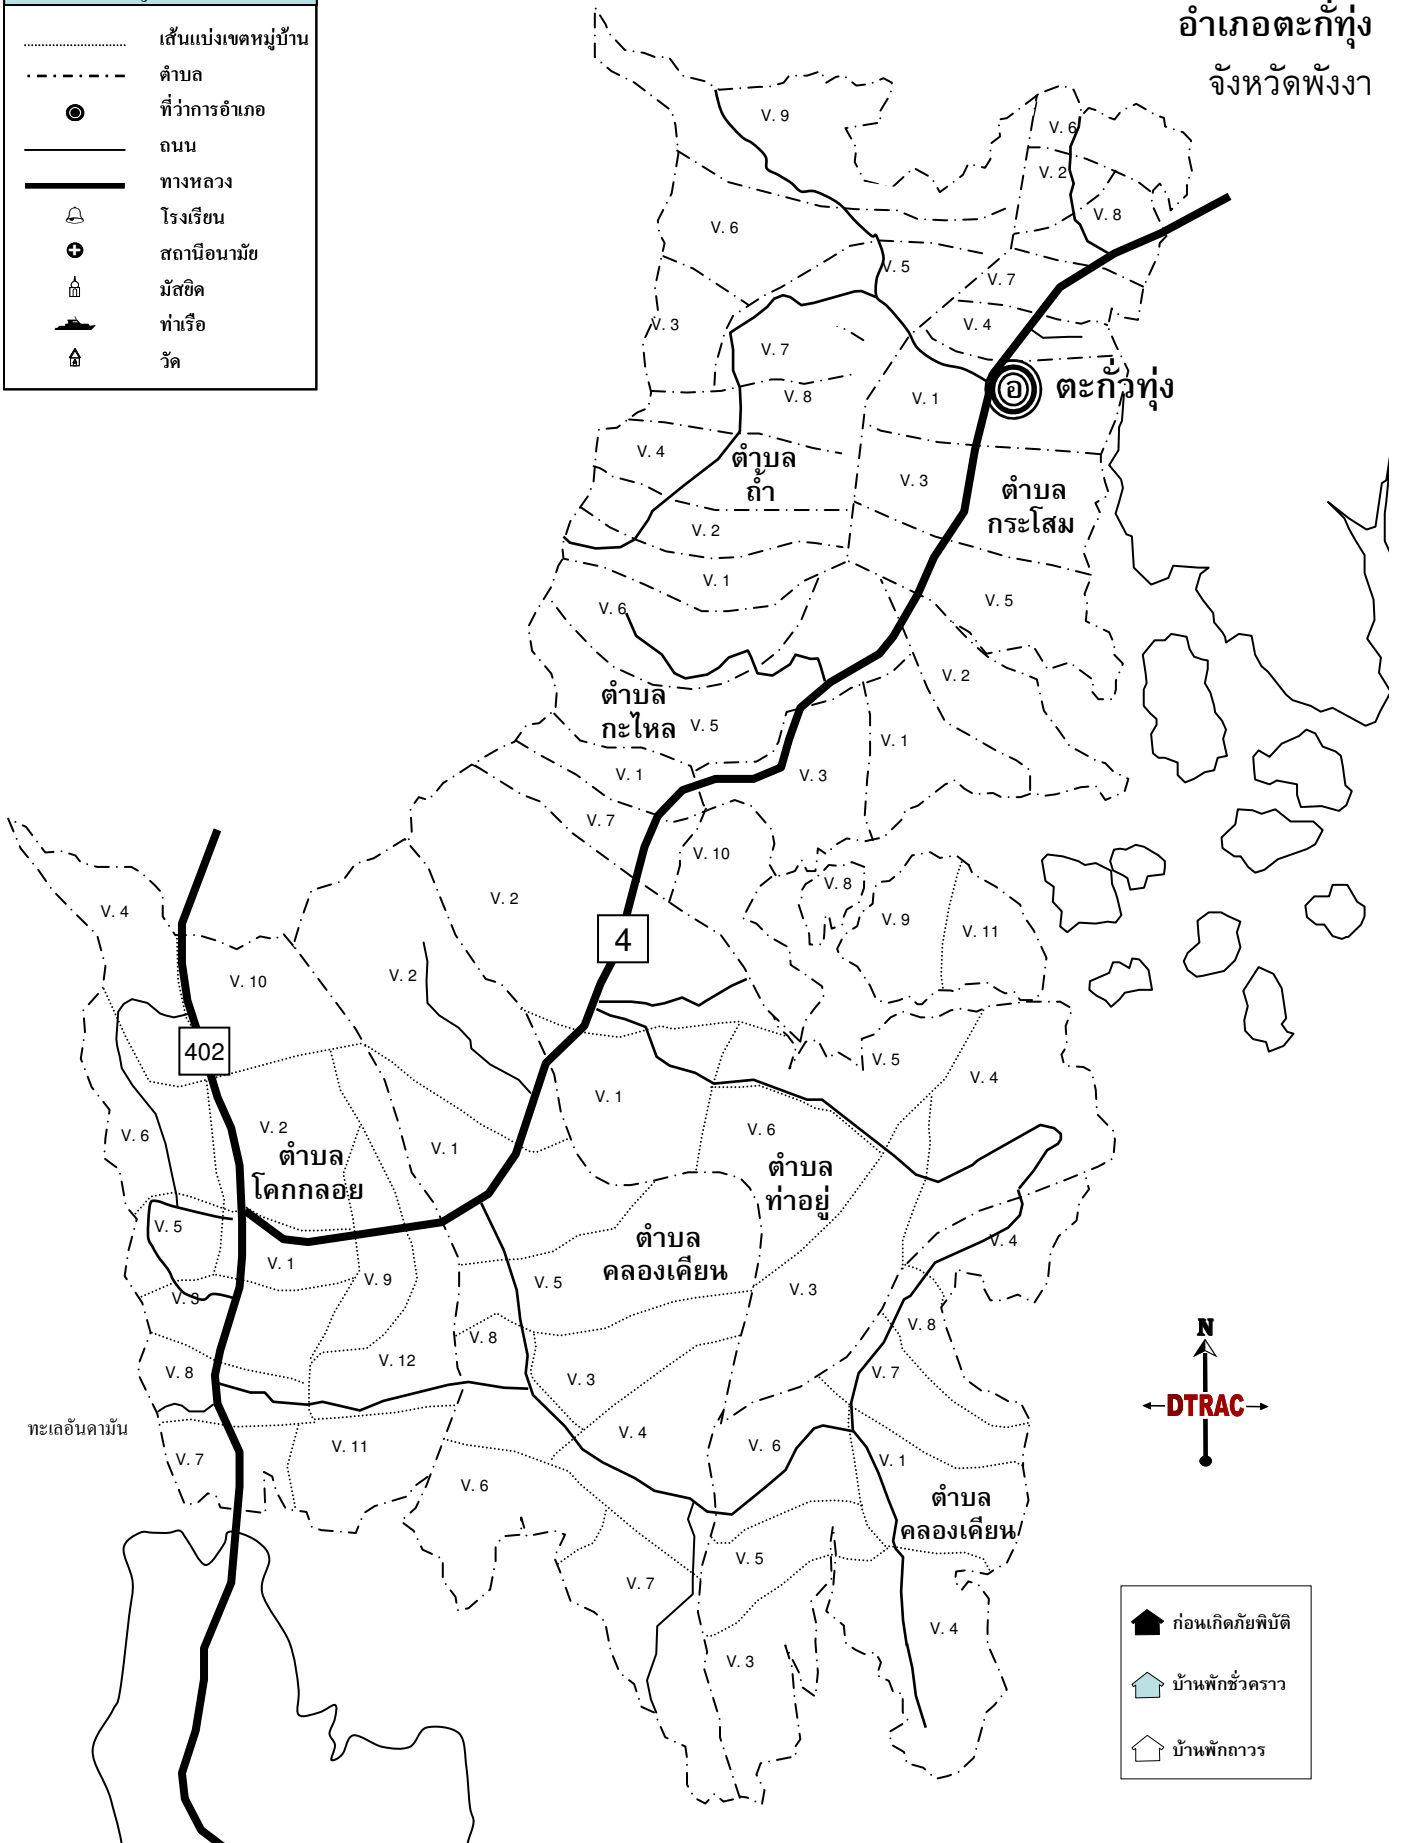 อำเภอตะกั่วทุ่ง
จังหวัดพังงา
เส้นแบ่งเขตหมู่บ้าน
ตำบล
ที่ว่าการอำเภอ
ถนน
ทางหลวง
โรงเรียน
สถานีอนามัย
มัสยิด
ท่าเรือ
วัด
V. 9
V. 6
V. 2
V. 8
V. 6
V. 5
V. 7
V. 3
V. 4
V. 7
V. 8
V. 1
อ ตะกั่วทุ่ง
V. 4
ตำบล
ถ้ำ
V. 3
ตำบล
กระโสม
V. 2
V. 1
V. 6
V. 5
V. 2
ตำบล
กะไหล
V. 5
V. 1
V. 1
V. 3
V. 7
V. 10
V. 8
V. 2
V. 9
V. 11
V. 4
4
V. 10
V. 2
402
V. 5
V. 4
V. 1
V. 6
V. 2
V. 6
V. 1
ตำบล
โคกกลอย
ตำบล
ท่าอยู่
V. 5
ตำบล
คลองเคียน
V. 4
V. 1
V. 9
V. 5
V. 3
V. 3
V. 8
V. 8
V. 12
V. 8
V. 3
V. 7
ทะเลอันดามัน
V. 4
V. 11
V. 6
V. 7
V. 1
V. 6
ตำบล
คลองเคียน
V. 5
V. 7
V. 4
V. 3
N
DTRAC
ก่อนเกิดภัยพิบัติ
บ้านพักชั่วคราว
บ้านพักถาวร